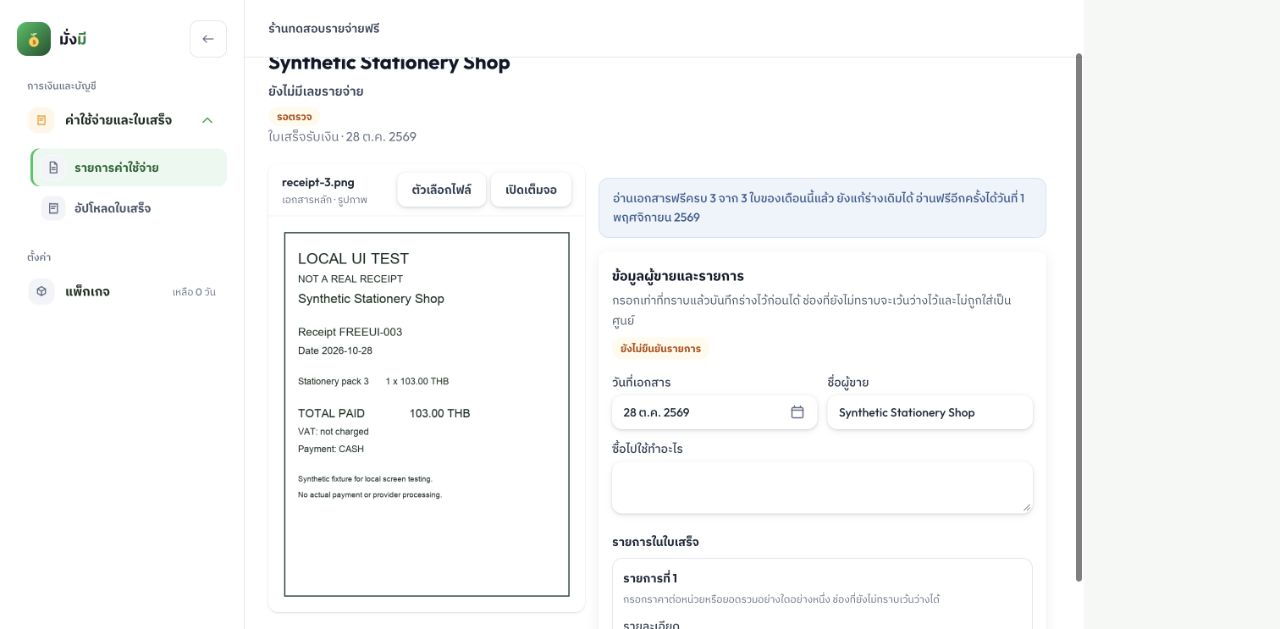 มั่งมี
การเงินและบัญชี
ค่าใช้จ่ายและใบเสร็จ
รายการค่าใช้จ่าย
อัปโหลดใบเสร็จ
ตั้งค่า
แพ็กเกจ
เหลือ 0 วัน
ร้านทดสอบรายจ่ายฟรี
Synthetic Stationery Shop
ยังไม่มีเลขรายจ่าย
รอตรวจ
ใบเสร็จรับเงิน · 28 ต.ค. 2569
receipt-3.png
เอกสารหลัก · รูปภาพ
ตัวเลือกไฟล์
เปิดเต็มจอ
LOCAL UI TEST
NOT A REAL RECEIPT
Synthetic Stationery Shop
Receipt FREEUI-003
Date 2026-10-28
Stationery pack 3 1 x 103.00 THB
TOTAL PAID 103.00 THB
VAT: not charged
Payment: CASH
Synthetic fixture for local screen testing.
No actual payment or provider processing.
อ่านเอกสารฟรีครบ 3 จาก 3 ใบของเดือนนี้แล้ว ยังแก้ร่างเดิมได้ อ่านฟรีอีกครั้งได้วันที่ 1
พฤศจิกายน 2569
ข้อมูลผู้ขายและรายการ
กรอกเท่าที่ทราบแล้วบันทึกร่างไว้ก่อนได้ ช่องที่ยังไม่ทราบจะเว้นว่างไว้และไม่ถูกใส่เป็น
ศูนย์
ยังไม่ยืนยันรายการ
วันที่เอกสาร
ชื่อผู้ขาย
28 ต.ค. 2569
Synthetic Stationery Shop
ซื้อไปใช้ทำอะไร
รายการในใบเสร็จ
รายการที่ 1
กรอกราคาต่อหน่วยหรือยอดรวมอย่างใดอย่างหนึ่ง ช่องที่ยังไม่ทราบเว้นว่างได้
รายละเอียด